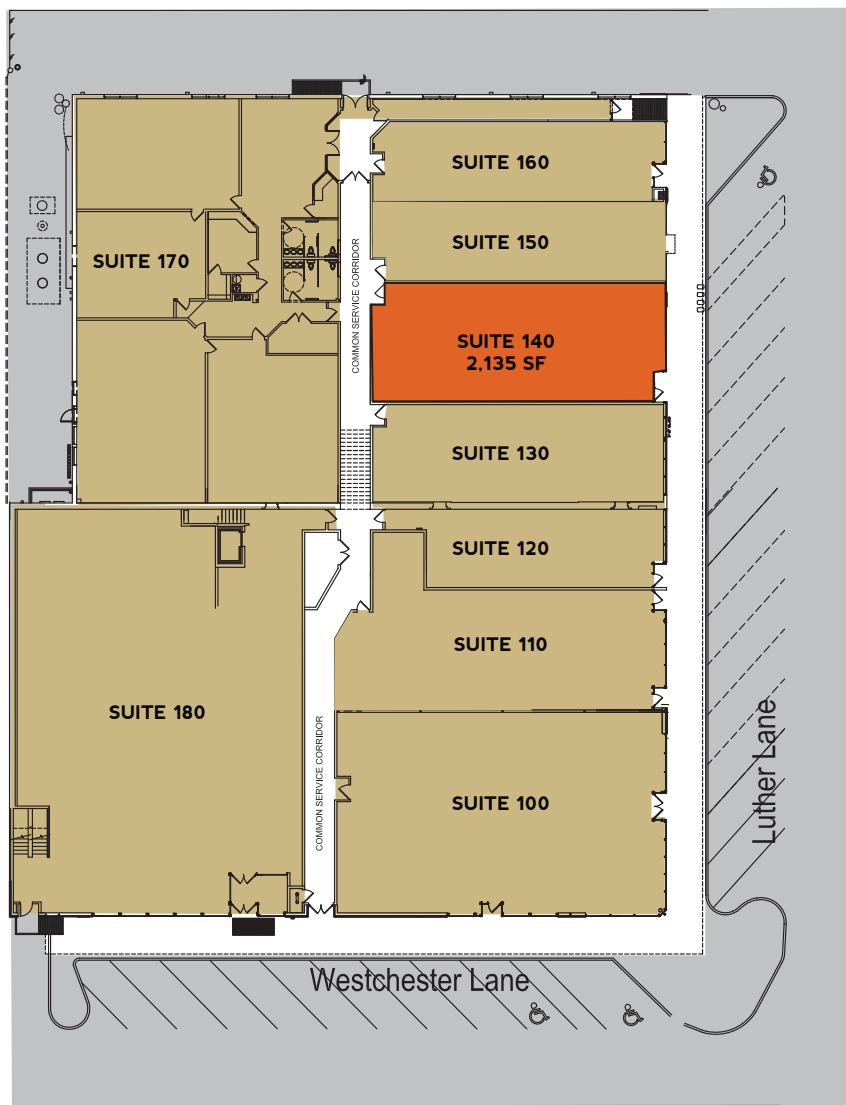 SUITE 160
SUITE 150
SUITE 170
COMMON SERVICE CORRIDOR
SUITE 140
2,135 SF
SUITE 130
SUITE 120
SUITE 110
SUITE 180
COMMON SERVICE CORRIDOR
SUITE 100
Luther Lane
Westchester Lane